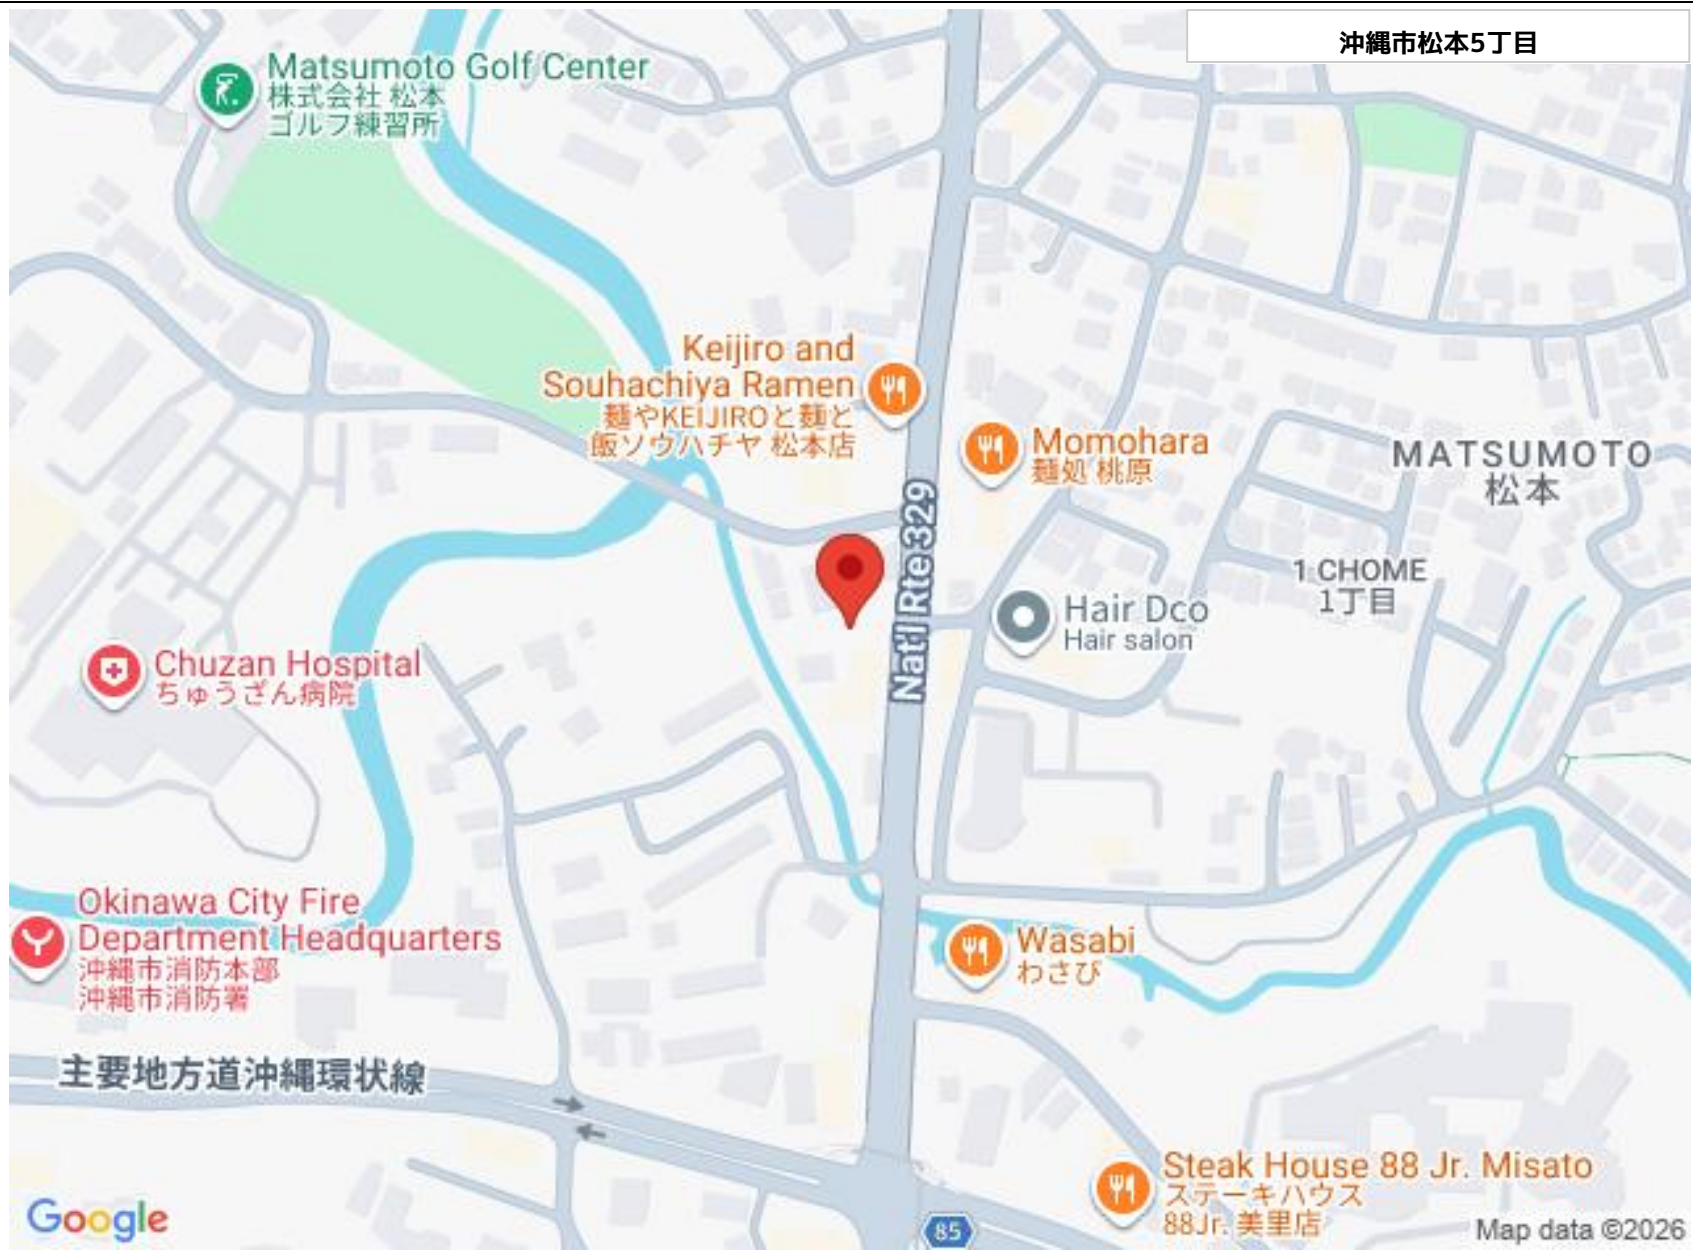 沖縄市松本5丁目
Matsumoto Golf Center
株式会社 松本
ゴルフ練習所
Keijiro and
Souhachiya Ramen
麺やKEIJIROと麺と
飯ソウハチヤ 松本店
Momohara
麺処 桃原
MATSUMOTO
松本
Nat'l Rte 329
1 CHOME
1丁目
Hair Dco
Hair salon
Chuzan Hospital
ちゅうざん病院
Okinawa City Fire
Department Headquarters
沖縄市消防本部
沖縄市消防署
Wasabi
わさび
主要地方道沖縄環状線
Steak House 88 Jr. Misato
ステーキハウス
88Jr. 美里店
85
Google
Map data ©2026